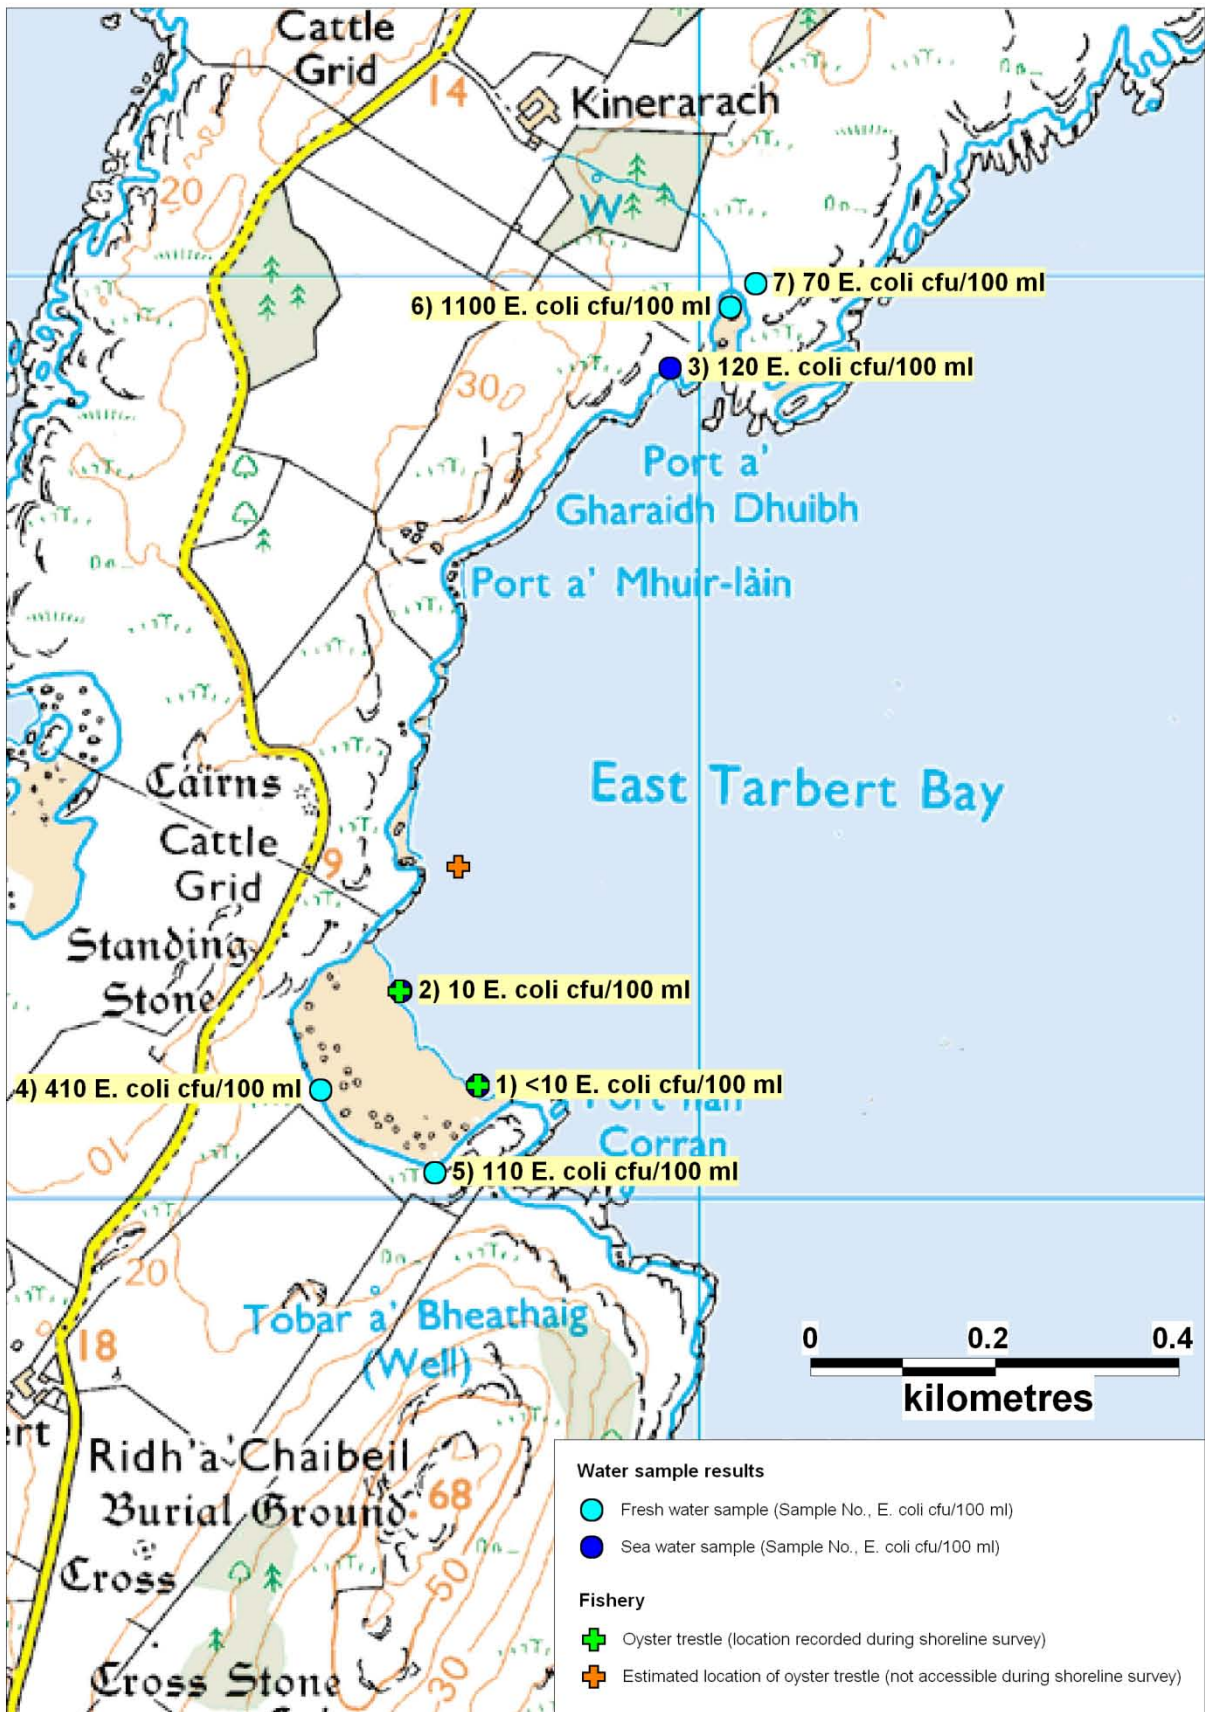 Cattle
Grid
14
Kinerarach
20
W
7) 70 E. coli cfu/100 ml
6) 1100 E. coli cfu/100 ml
3) 120 E. coli cfu/100 ml
30
Port a'
Gharaidh Dhuibh
Port a' Mhuir-làin
East Tarbert Bay
Cairns
Cattle
Grid
9
Standing
Stone
2) 10 E. coli cfu/100 ml
4) 410 E. coli cfu/100 ml
1) <10 E. coli cfu/100 ml
Corran
10
5) 110 E. coli cfu/100 ml
20
Tobar a' Bheathaig
(Well)
18
0 0.2 0.4
kilometres
ert
Ridh'a'Chaibeil
Burial Ground
68
Cross
50
Cross Stone
30
Water sample results
Fresh water sample (Sample No., E. coli cfu/100 ml)
Sea water sample (Sample No., E. coli cfu/100 ml)
Fishery
Oyster trestle (location recorded during shoreline survey)
Estimated location of oyster trestle (not accessible during shoreline survey)